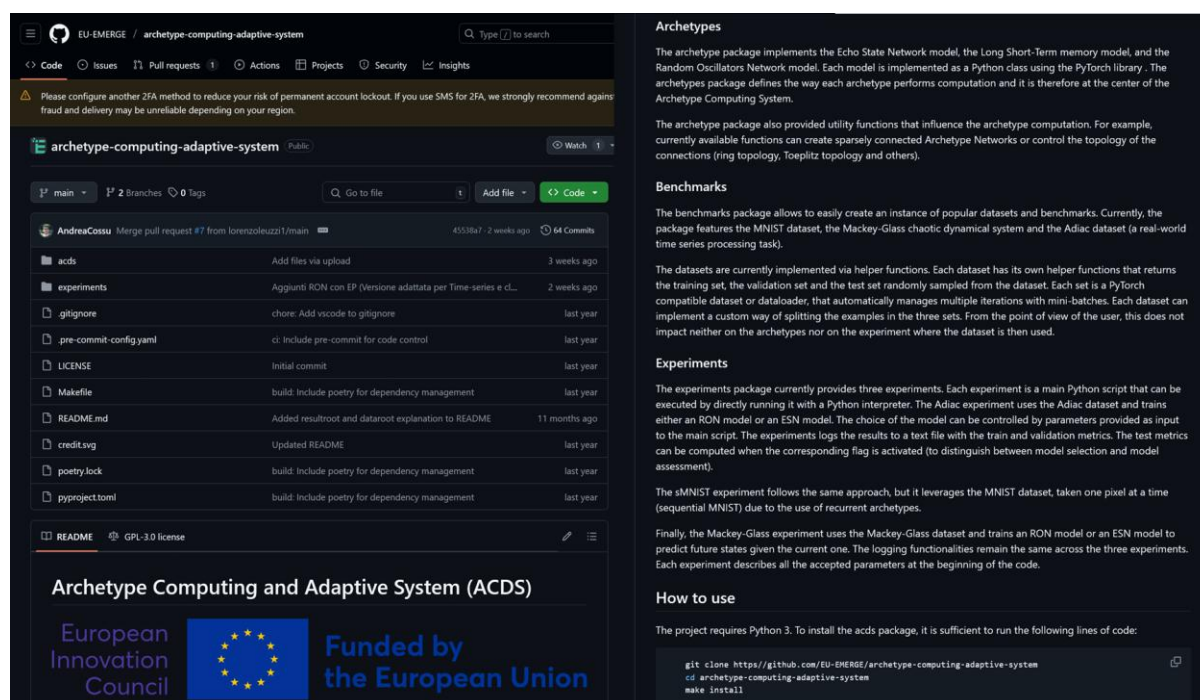 EU-EMERGE / archetype-computing-adaptive-system
Type / to search
Code Issues Pull requests 1 Actions Projects Security Insights
Please configure another 2FA method to reduce your risk of permanent account lockout. If you use SMS for 2FA, we strongly recommend agains
fraud and delivery may be unreliable depending on your region.
archetype-computing-adaptive-system Public
Watch 1
main 2 Branches 0 Tags Go to file t Add file Code
AndreaCossu Merge pull request #7 from lorenzoleuzzi1/main 45538a7 · 2 weeks ago 64 Commits
acds Add files via upload 3 weeks ago
experiments Aggiunti RON con EP (Versione adattata per Time-series e cl... 2 weeks ago
.gitignore chore: Add vscode to gitignore last year
.pre-commit-config.yaml ci: Include pre-commit for code control last year
LICENSE Initial commit last year
Makefile build: Include poetry for dependency management last year
README.md Added resultroot and dataroot explanation to README 11 months ago
credit.svg Updated README last year
poetry.lock build: Include poetry for dependency management last year
pyproject.toml build: Include poetry for dependency management last year
README GPL-3.0 license
Archetype Computing and Adaptive System (ACDS)
European
Innovation
Council
Funded by
the European Union
Archetypes
The archetype package implements the Echo State Network model, the Long Short-Term memory model, and the
Random Oscillators Network model. Each model is implemented as a Python class using the PyTorch library . The
archetypes package defines the way each archetype performs computation and it is therefore at the center of the
Archetype Computing System.
The archetype package also provided utility functions that influence the archetype computation. For example,
currently available functions can create sparsely connected Archetype Networks or control the topology of the
connections (ring topology, Toeplitz topology and others).
Benchmarks
The benchmarks package allows to easily create an instance of popular datasets and benchmarks. Currently, the
package features the MNIST dataset, the Mackey-Glass chaotic dynamical system and the Adiac dataset (a real-world
time series processing task).
The datasets are currently implemented via helper functions. Each dataset has its own helper functions that returns
the training set, the validation set and the test set randomly sampled from the dataset. Each set is a PyTorch
compatible dataset or dataloader, that automatically manages multiple iterations with mini-batches. Each dataset can
implement a custom way of splitting the examples in the three sets. From the point of view of the user, this does not
impact neither on the archetypes nor on the experiment where the dataset is then used.
Experiments
The experiments package currently provides three experiments. Each experiment is a main Python script that can be
executed by directly running it with a Python interpreter. The Adiac experiment uses the Adiac dataset and trains
either an RON model or an ESN model. The choice of the model can be controlled by parameters provided as input
to the main script. The experiments logs the results to a text file with the train and validation metrics. The test metrics
can be computed when the corresponding flag is activated (to distinguish between model selection and model
assessment).
The sMNIST experiment follows the same approach, but it leverages the MNIST dataset, taken one pixel at a time
(sequential MNIST) due to the use of recurrent archetypes.
Finally, the Mackey-Glass experiment uses the Mackey-Glass dataset and trains an RON model or an ESN model to
predict future states given the current one. The logging functionalities remain the same across the three experiments.
Each experiment describes all the accepted parameters at the beginning of the code.
How to use
The project requires Python 3. To install the acds package, it is sufficient to run the following lines of code:
git clone https//github.com/EU-EMERGE/archetype-computing-adaptive-system
cd archetype-computing-adaptive-system
make install